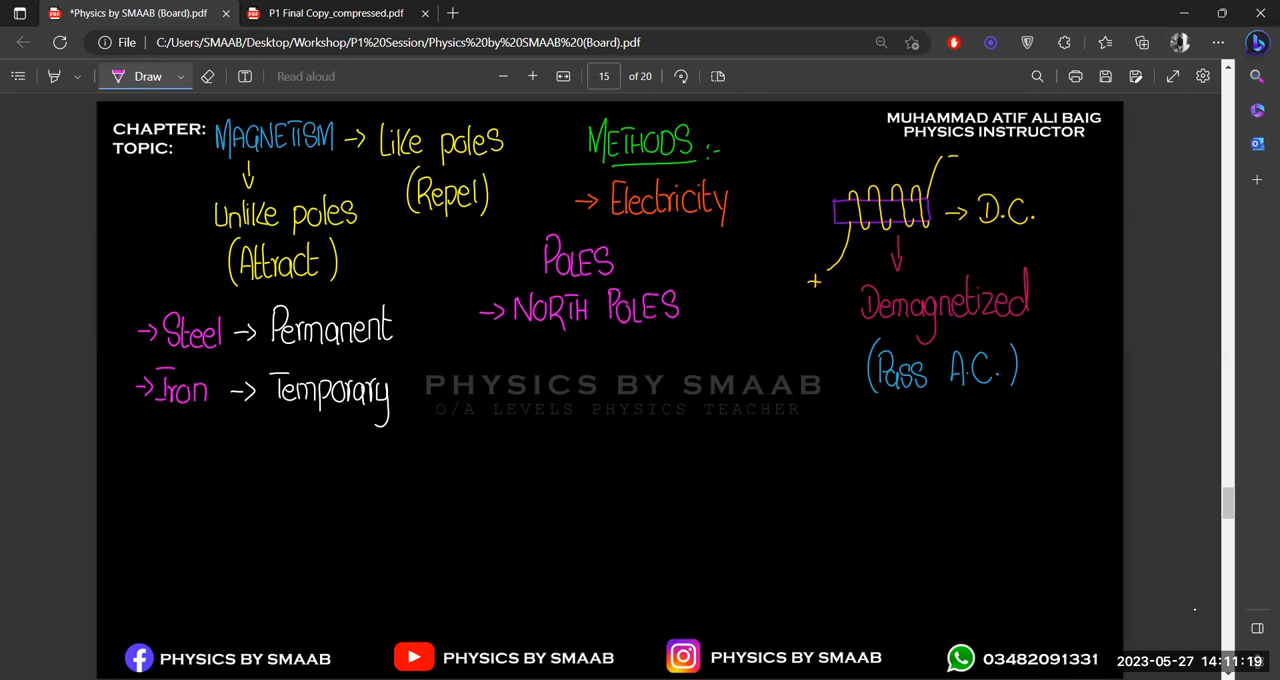 *Physics by SMAAB (Board).pdf
P1 Final Copy_compressed.pdf
File
C:/Users/SMAAB/Desktop/Workshop/P1%20Session/Physics%20by%20SMAAB%20(Board).pdf
Draw
Read aloud
15 of 20
CHAPTER: MAGNETISM → Like poles
TOPIC:
(Repel)
Unlike poles
(Attract)
→ Steel → Permanent
→ Iron → Temporary
METHODS :-
→ Electricity
POLES
→ NORTH POLES
MUHAMMAD ATIF ALI BAIG
PHYSICS INSTRUCTOR
-
→ D.C.
+
Demagnetized
(Pass A.C.)
PHYSICS BY SMAAB
O/A LEVELS PHYSICS TEACHER
PHYSICS BY SMAAB
PHYSICS BY SMAAB
PHYSICS BY SMAAB
03482091331
2023-05-27 14:11:19